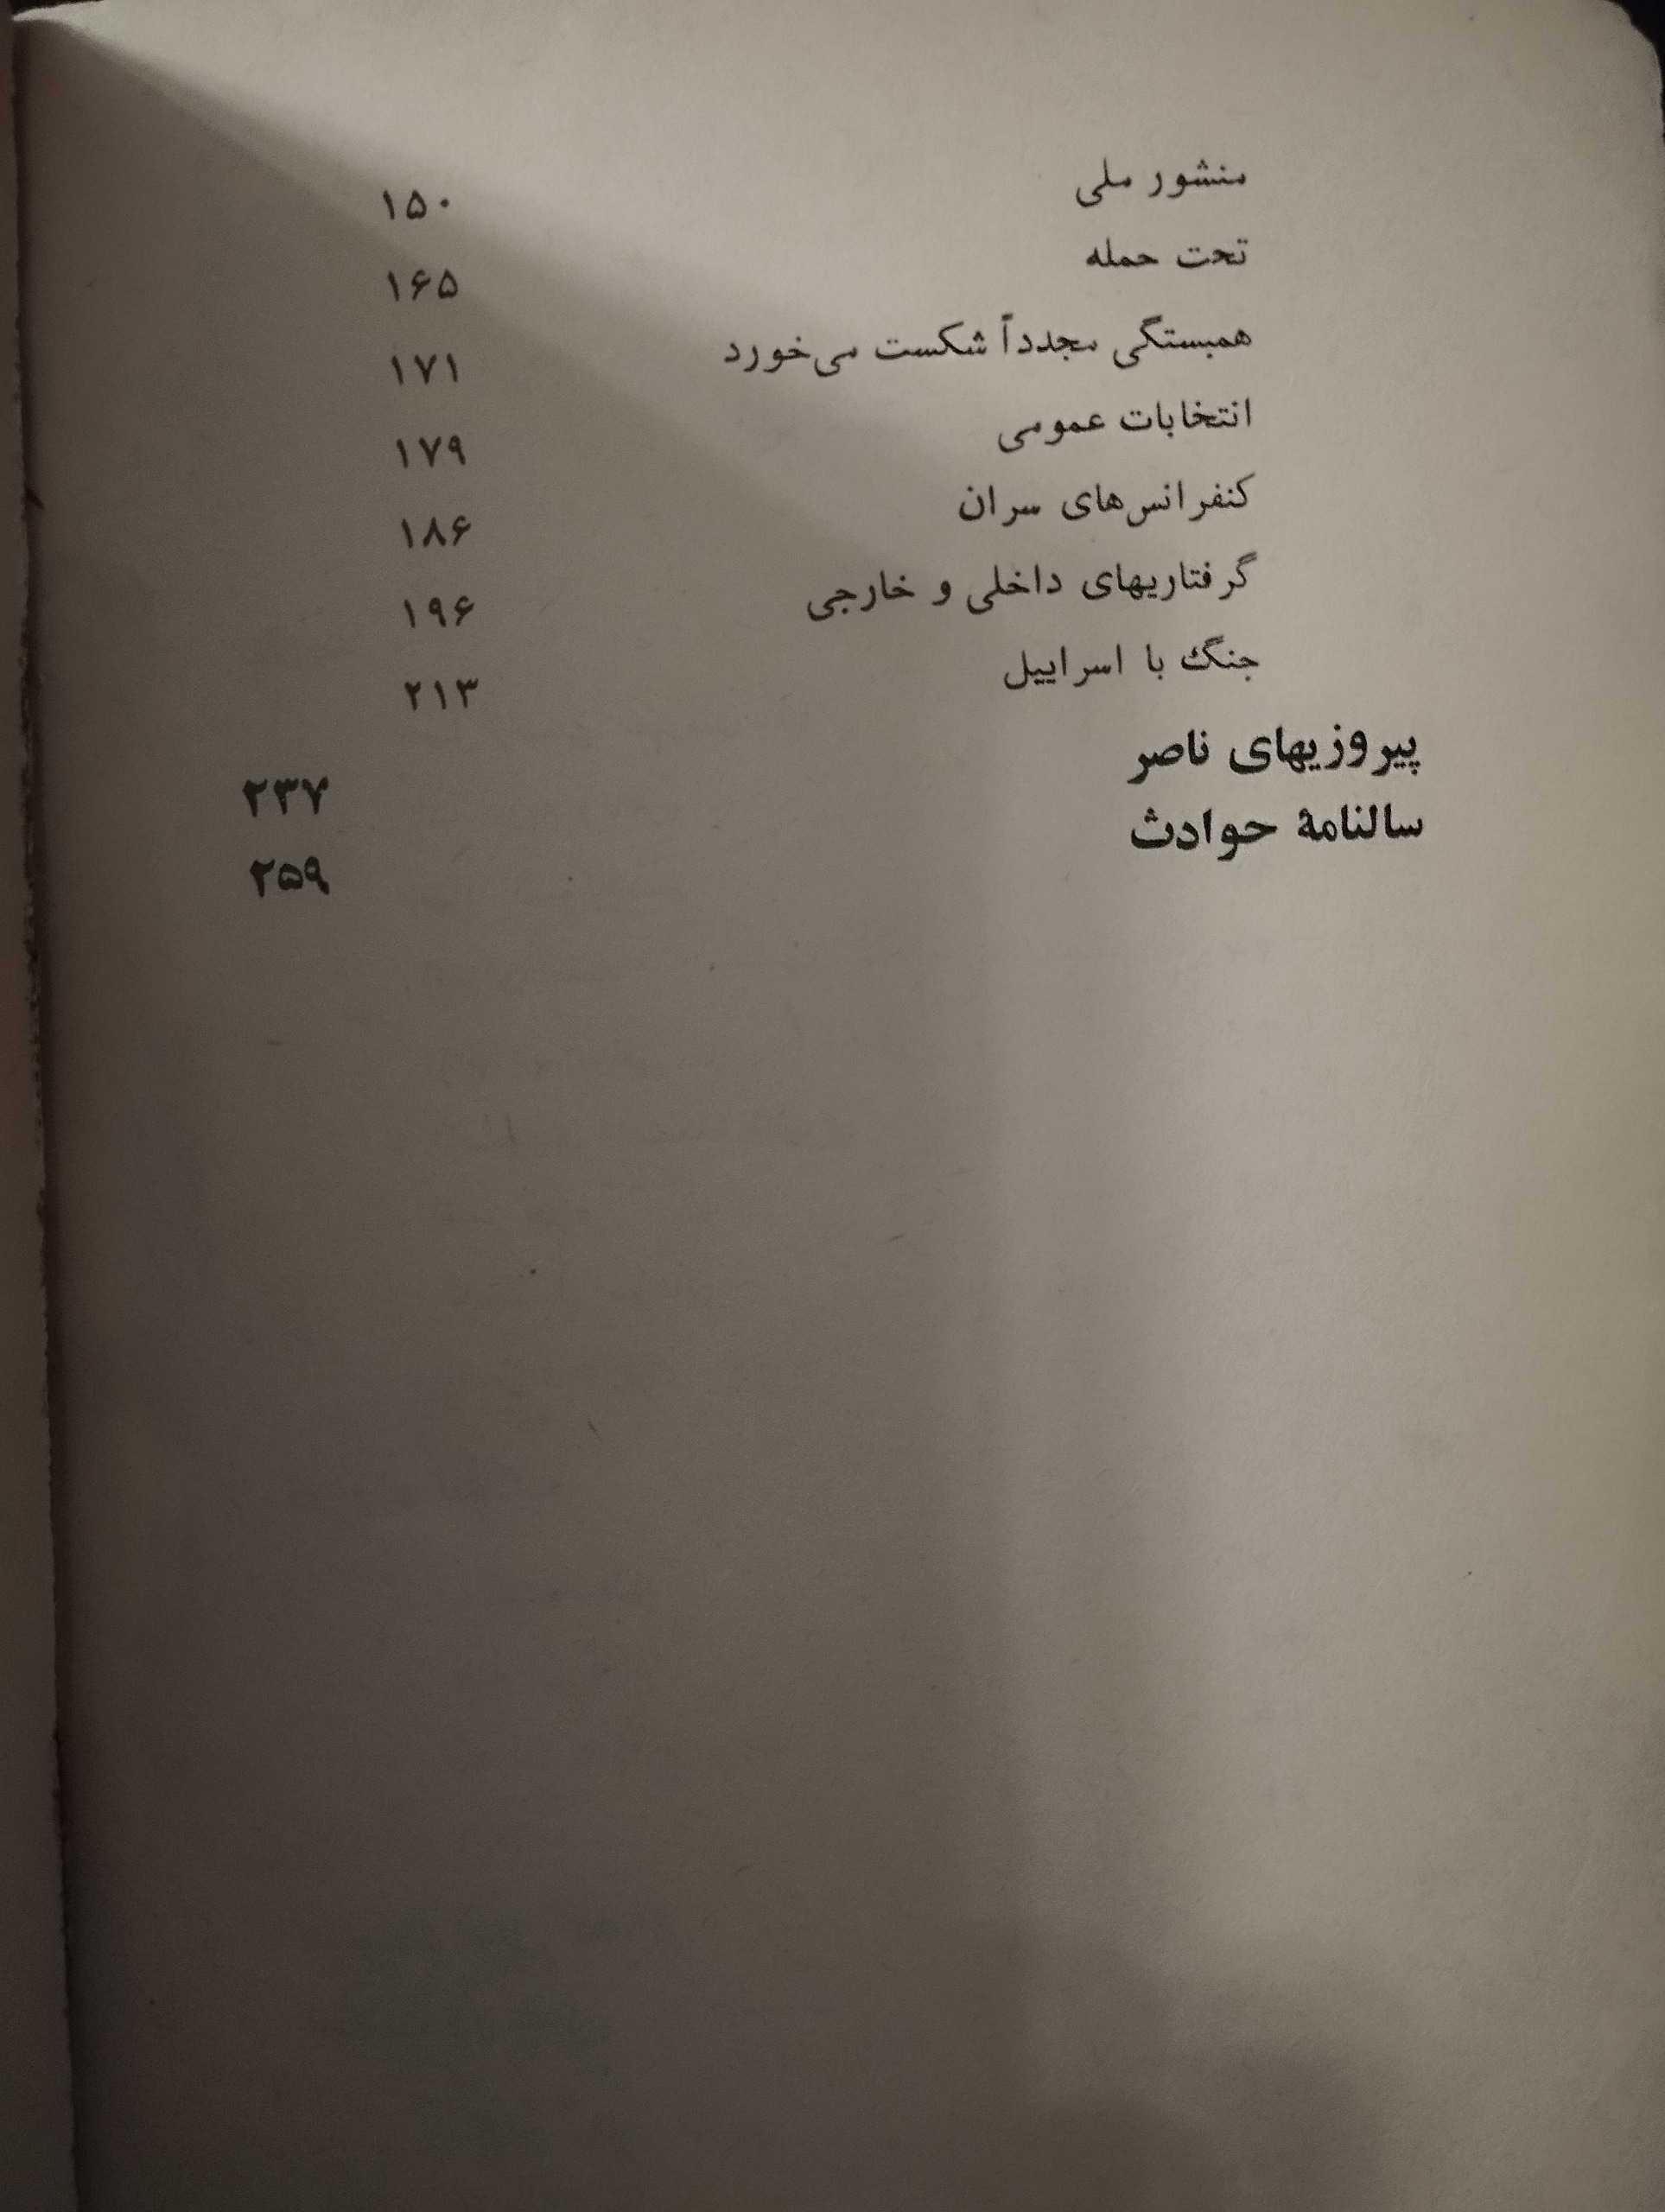 منشور ملی ۱۵۰
تحت حمله ۱۶۵
همبستگی مجدداً شکست می‌خورد ۱۷۱
انتخابات عمومی ۱۷۹
کنفرانس‌های سران ۱۸۶
گرفتاریهای داخلی و خارجی ۱۹۶
جنگ با اسراییل ۲۱۳
پیروزیهای ناصر ۲۳۷
سالنامهٔ حوادث ۲۵۹